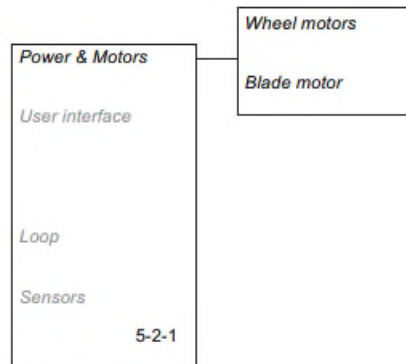 Wheel motors
Power & Motors
Blade motor
User interface
Loop
Sensors
5-2-1